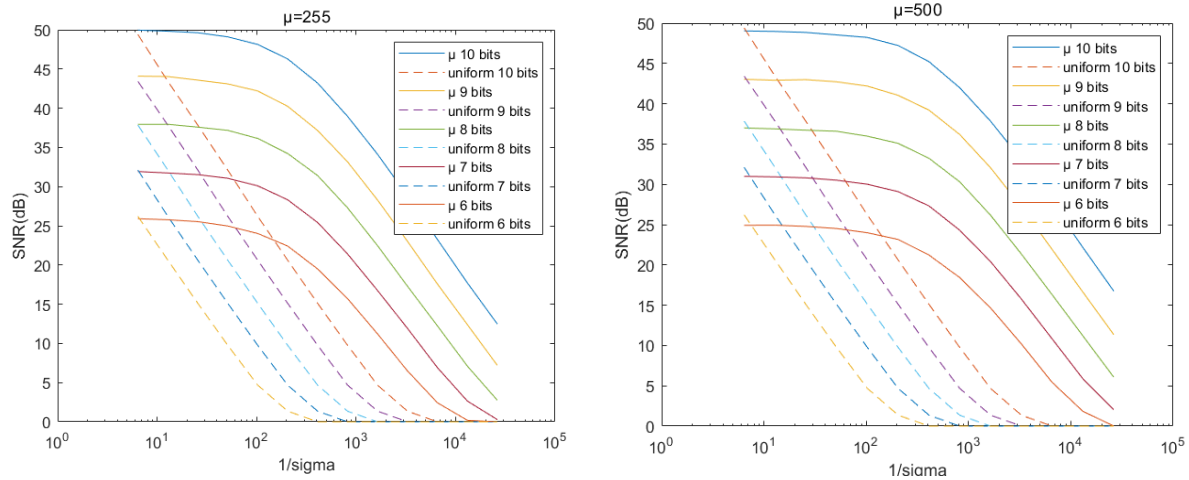 μ=255
50
45
40
35
30
25
20
15
10
5
0
SNR(dB)
10^0
10^1
10^2
10^3
10^4
10^5
1/sigma
μ 10 bits
uniform 10 bits
μ 9 bits
uniform 9 bits
μ 8 bits
uniform 8 bits
μ 7 bits
uniform 7 bits
μ 6 bits
uniform 6 bits
μ=500
50
45
40
35
30
25
20
15
10
5
0
SNR(dB)
10^0
10^1
10^2
10^3
10^4
10^5
1/sigma
μ 10 bits
uniform 10 bits
μ 9 bits
uniform 9 bits
μ 8 bits
uniform 8 bits
μ 7 bits
uniform 7 bits
μ 6 bits
uniform 6 bits